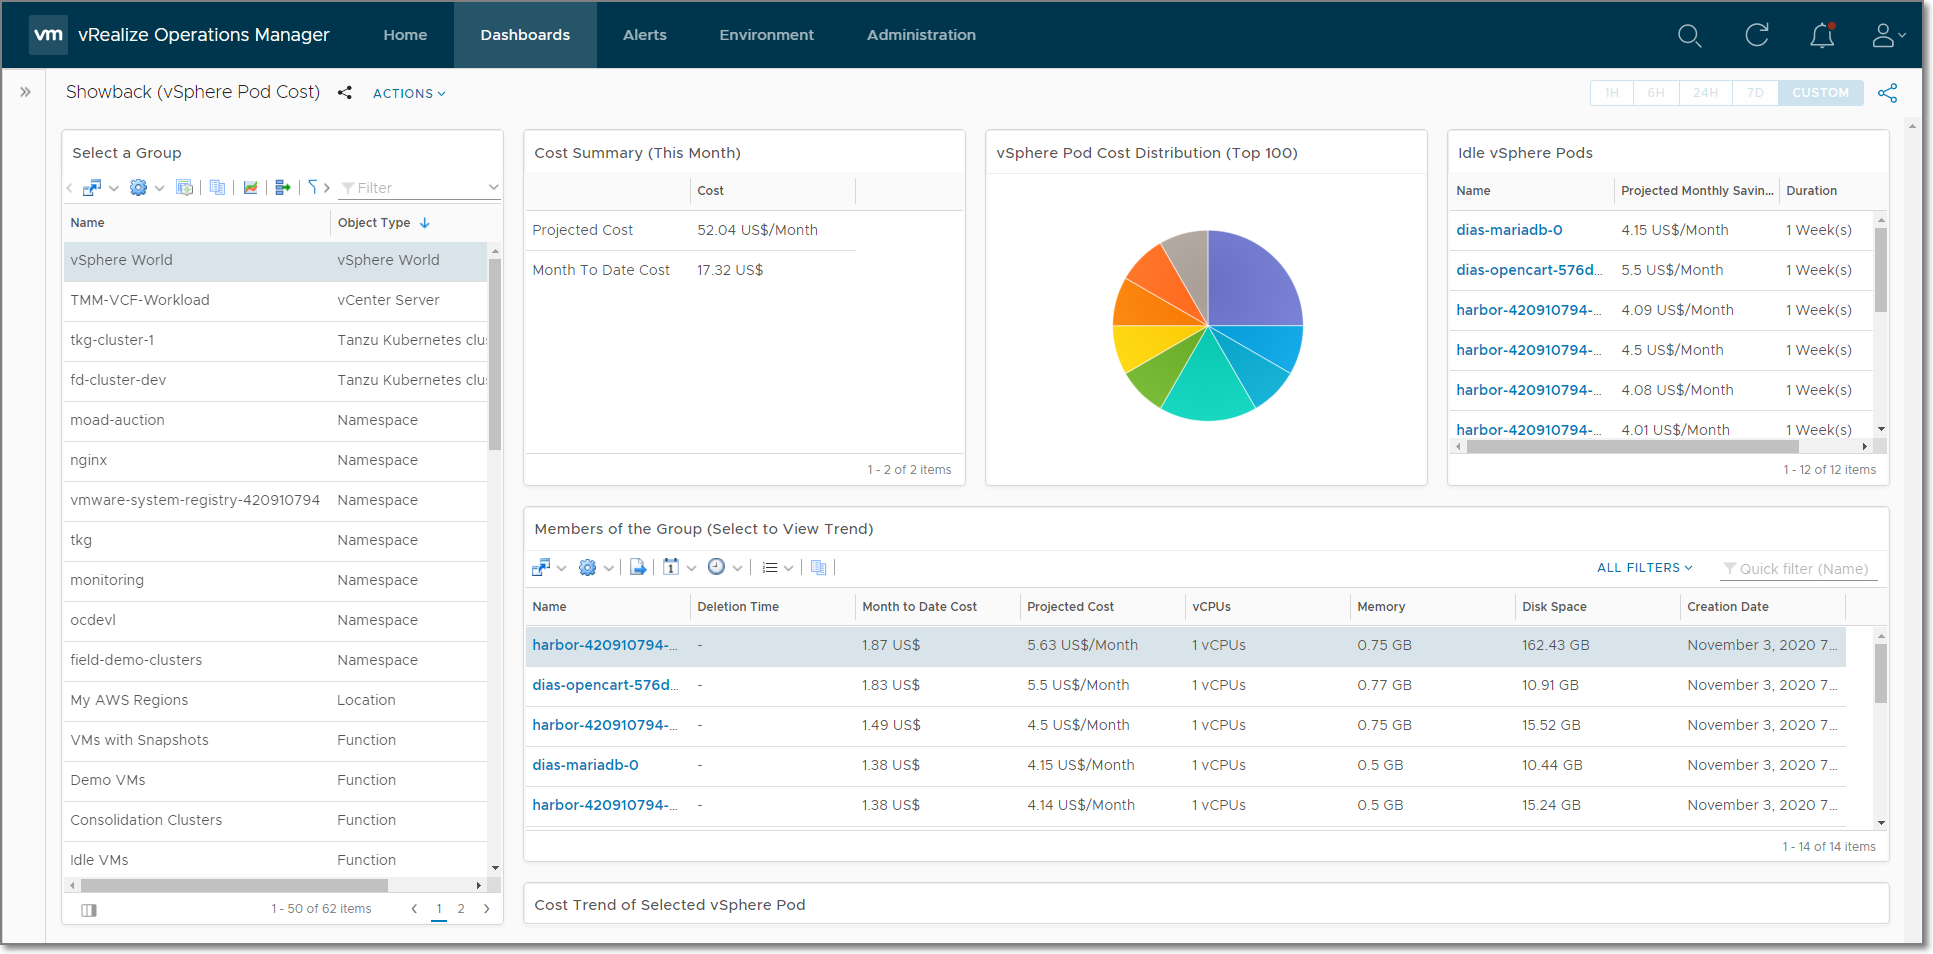 vm vRealize Operations Manager Home Dashboards Alerts Environment Administration
Showback (vSphere Pod Cost) ACTIONS 1H 6H 24H 7D CUSTOM
Select a Group
Filter
Name Object Type
vSphere World vSphere World
TMM-VCF-Workload vCenter Server
tkg-cluster-1 Tanzu Kubernetes clu
fd-cluster-dev Tanzu Kubernetes clu
moad-auction Namespace
nginx Namespace
vmware-system-registry-420910794 Namespace
tkg Namespace
monitoring Namespace
ocdevl Namespace
field-demo-clusters Namespace
My AWS Regions Location
VMs with Snapshots Function
Demo VMs Function
Consolidation Clusters Function
Idle VMs Function
1 - 50 of 62 items 1 2
Cost Summary (This Month)
Cost
Projected Cost 52.04 US$/Month
Month To Date Cost 17.32 US$
1 - 2 of 2 items
vSphere Pod Cost Distribution (Top 100)
Idle vSphere Pods
Name Projected Monthly Savin... Duration
dias-mariadb-0 4.15 US$/Month 1 Week(s)
dias-opencart-576d... 5.5 US$/Month 1 Week(s)
harbor-420910794-... 4.09 US$/Month 1 Week(s)
harbor-420910794-... 4.5 US$/Month 1 Week(s)
harbor-420910794-... 4.08 US$/Month 1 Week(s)
harbor-420910794-... 4.01 US$/Month 1 Week(s)
1 - 12 of 12 items
Members of the Group (Select to View Trend)
1 ALL FILTERS Quick filter (Name)
Name Deletion Time Month to Date Cost Projected Cost vCPUs Memory Disk Space Creation Date
harbor-420910794-... - 1.87 US$ 5.63 US$/Month 1 vCPUs 0.75 GB 162.43 GB November 3, 2020 7...
dias-opencart-576d... - 1.83 US$ 5.5 US$/Month 1 vCPUs 0.77 GB 10.91 GB November 3, 2020 7...
harbor-420910794-... - 1.49 US$ 4.5 US$/Month 1 vCPUs 0.75 GB 15.52 GB November 3, 2020 7...
dias-mariadb-0 - 1.38 US$ 4.15 US$/Month 1 vCPUs 0.5 GB 10.44 GB November 3, 2020 7...
harbor-420910794-... - 1.38 US$ 4.14 US$/Month 1 vCPUs 0.5 GB 15.24 GB November 3, 2020 7...
1 - 14 of 14 items
Cost Trend of Selected vSphere Pod